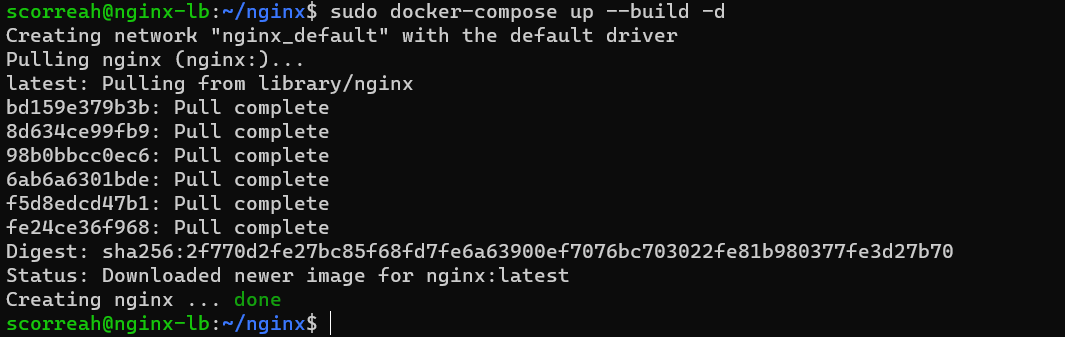 scorreah@nginx-lb:~/nginx$ sudo docker-compose up --build -d
Creating network "nginx_default" with the default driver
Pulling nginx (nginx:)...
latest: Pulling from library/nginx
bd159e379b3b: Pull complete
8d634ce99fb9: Pull complete
98b0bbcc0ec6: Pull complete
6ab6a6301bde: Pull complete
f5d8edcd47b1: Pull complete
fe24ce36f968: Pull complete
Digest: sha256:2f770d2fe27bc85f68fd7fe6a63900ef7076bc703022fe81b980377fe3d27b70
Status: Downloaded newer image for nginx:latest
Creating nginx ... done
scorreah@nginx-lb:~/nginx$